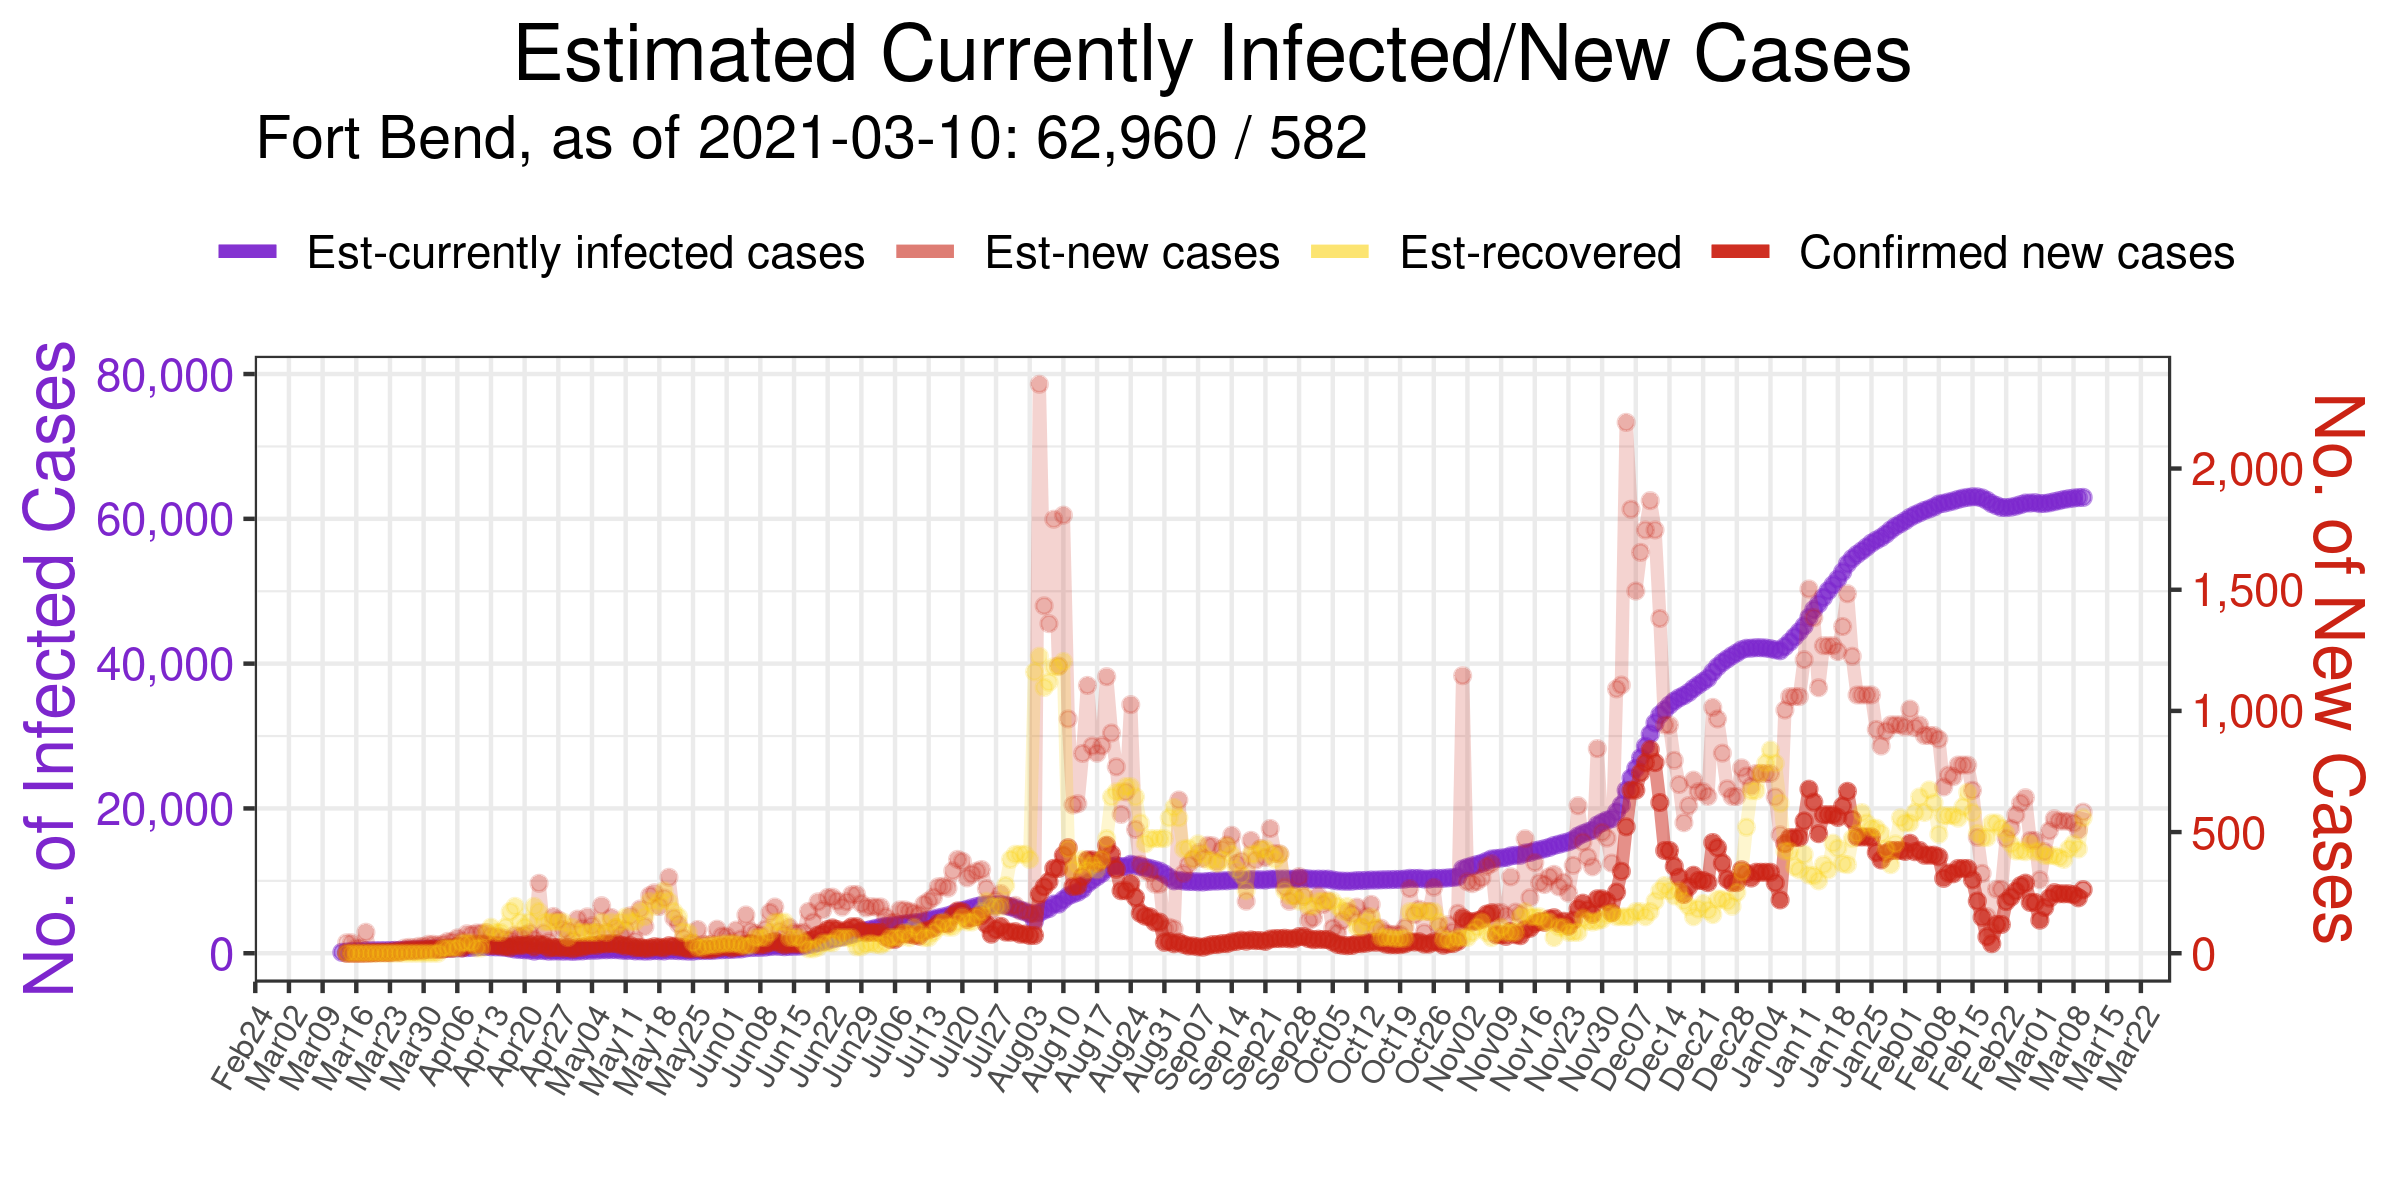 Estimated Currently Infected/New Cases
Fort Bend, as of 2021-03-10: 62,960 / 582
Est-currently infected cases
Est-new cases
Est-recovered
Confirmed new cases
No. of Infected Cases
80,000
60,000
40,000
20,000
0
No. of New Cases
2,000
1,500
1,000
500
0
Feb24
Mar02
Mar09
Mar16
Mar23
Mar30
Apr06
Apr13
Apr20
Apr27
May04
May11
May18
May25
Jun01
Jun08
Jun15
Jun22
Jun29
Jul06
Jul13
Jul20
Jul27
Aug03
Aug10
Aug17
Aug24
Aug31
Sep07
Sep14
Sep21
Sep28
Oct05
Oct12
Oct19
Oct26
Nov02
Nov09
Nov16
Nov23
Nov30
Dec07
Dec14
Dec21
Dec28
Jan04
Jan11
Jan18
Jan25
Feb01
Feb08
Feb15
Feb22
Mar01
Mar08
Mar15
Mar22